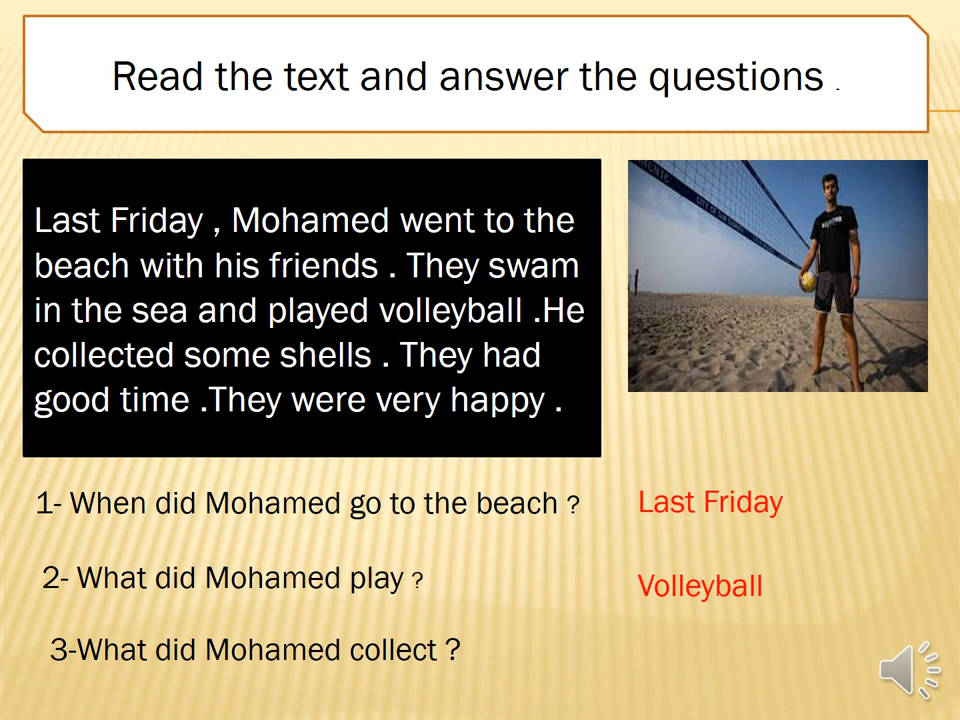 Read the text and answer the questions .
Last Friday , Mohamed went to the
beach with his friends . They swam
in the sea and played volleyball .He
collected some shells . They had
good time .They were very happy .
1- When did Mohamed go to the beach ?
Last Friday
2- What did Mohamed play ?
Volleyball
3-What did Mohamed collect ?